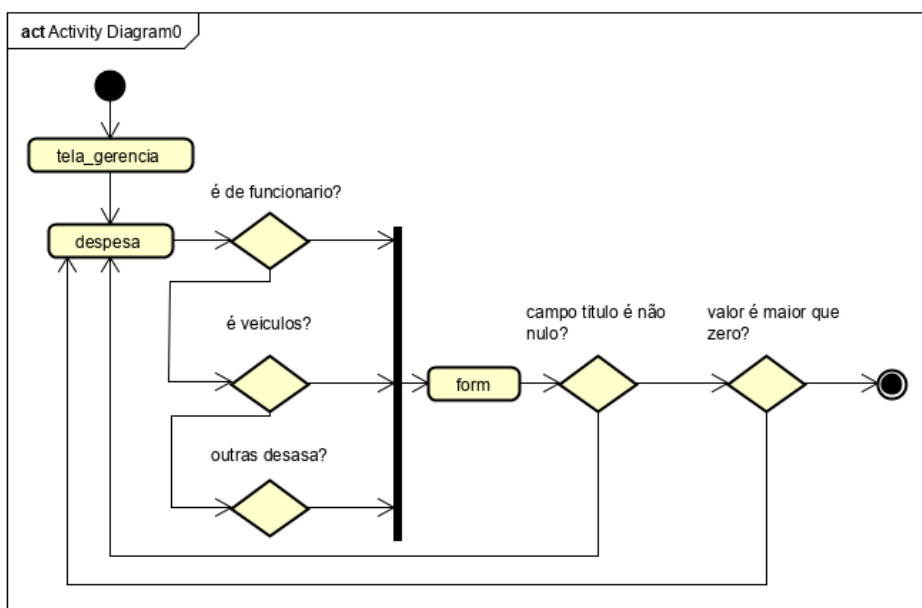 act Activity Diagram0
tela_gerencia
é de funcionario?
despesa
é veiculos?
campo titulo é não
nulo?
valor é maior que
zero?
form
outras desasa?